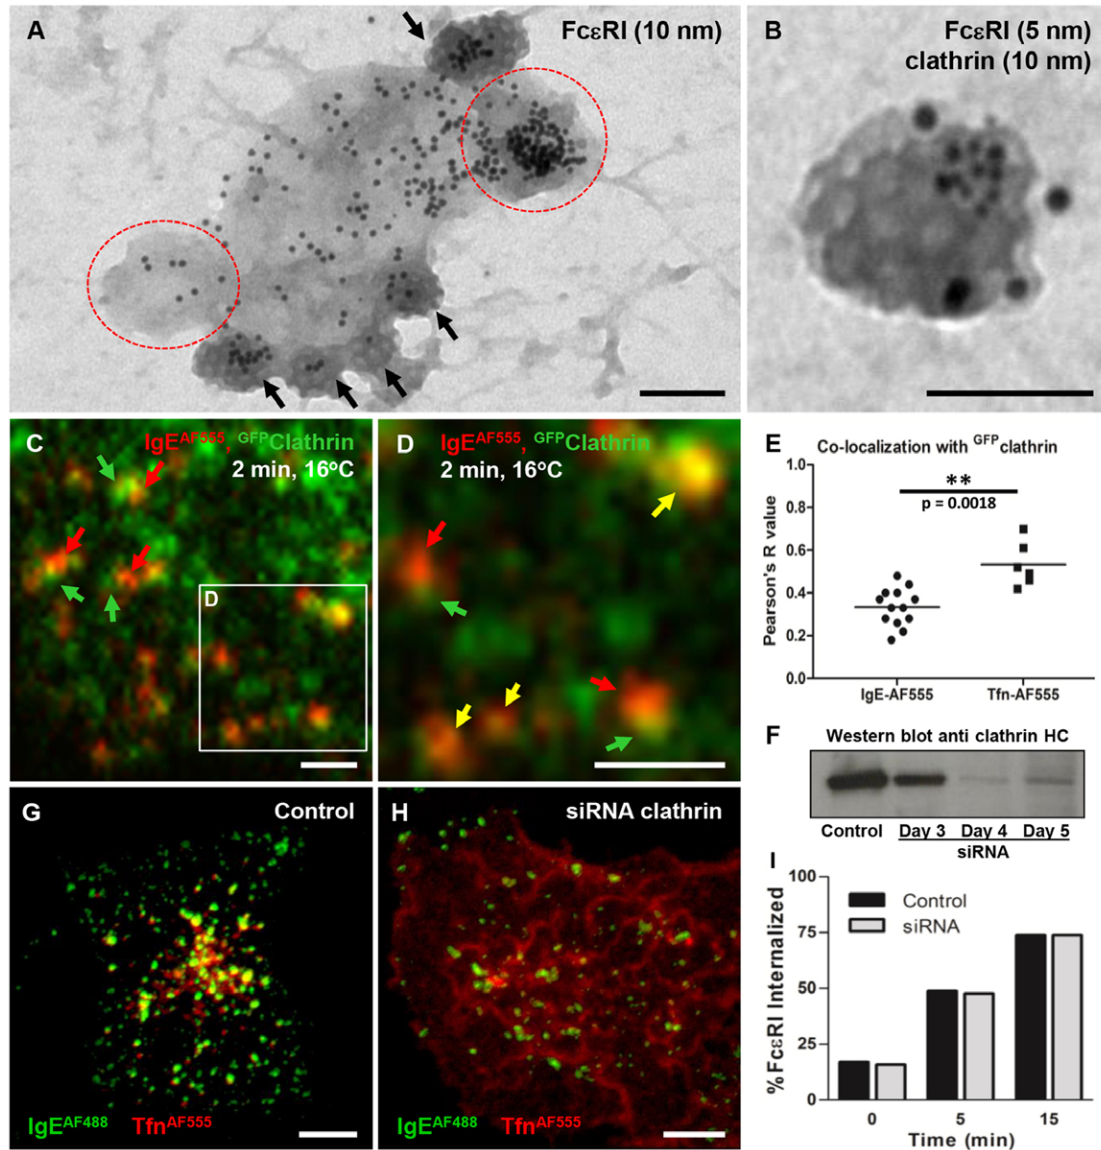 A
FcεRI (10 nm)
B
FcεRI (5 nm)
clathrin (10 nm)
C
IgE^AF555, ^GFPClathrin
2 min, 16°C
D
D
IgE^AF555, ^GFPClathrin
2 min, 16°C
E
Co-localization with ^GFPclathrin
Pearson's R value
1.0
0.8
0.6
0.4
0.2
0.0
**
p = 0.0018
IgE-AF555
Tfn-AF555
F
Western blot anti clathrin HC
Control
Day 3
Day 4
Day 5
siRNA
G
Control
IgE^AF488
Tfn^AF555
H
siRNA clathrin
IgE^AF488
Tfn^AF555
I
%FcεRI Internalized
100
75
50
25
0
Control
siRNA
0
5
15
Time (min)